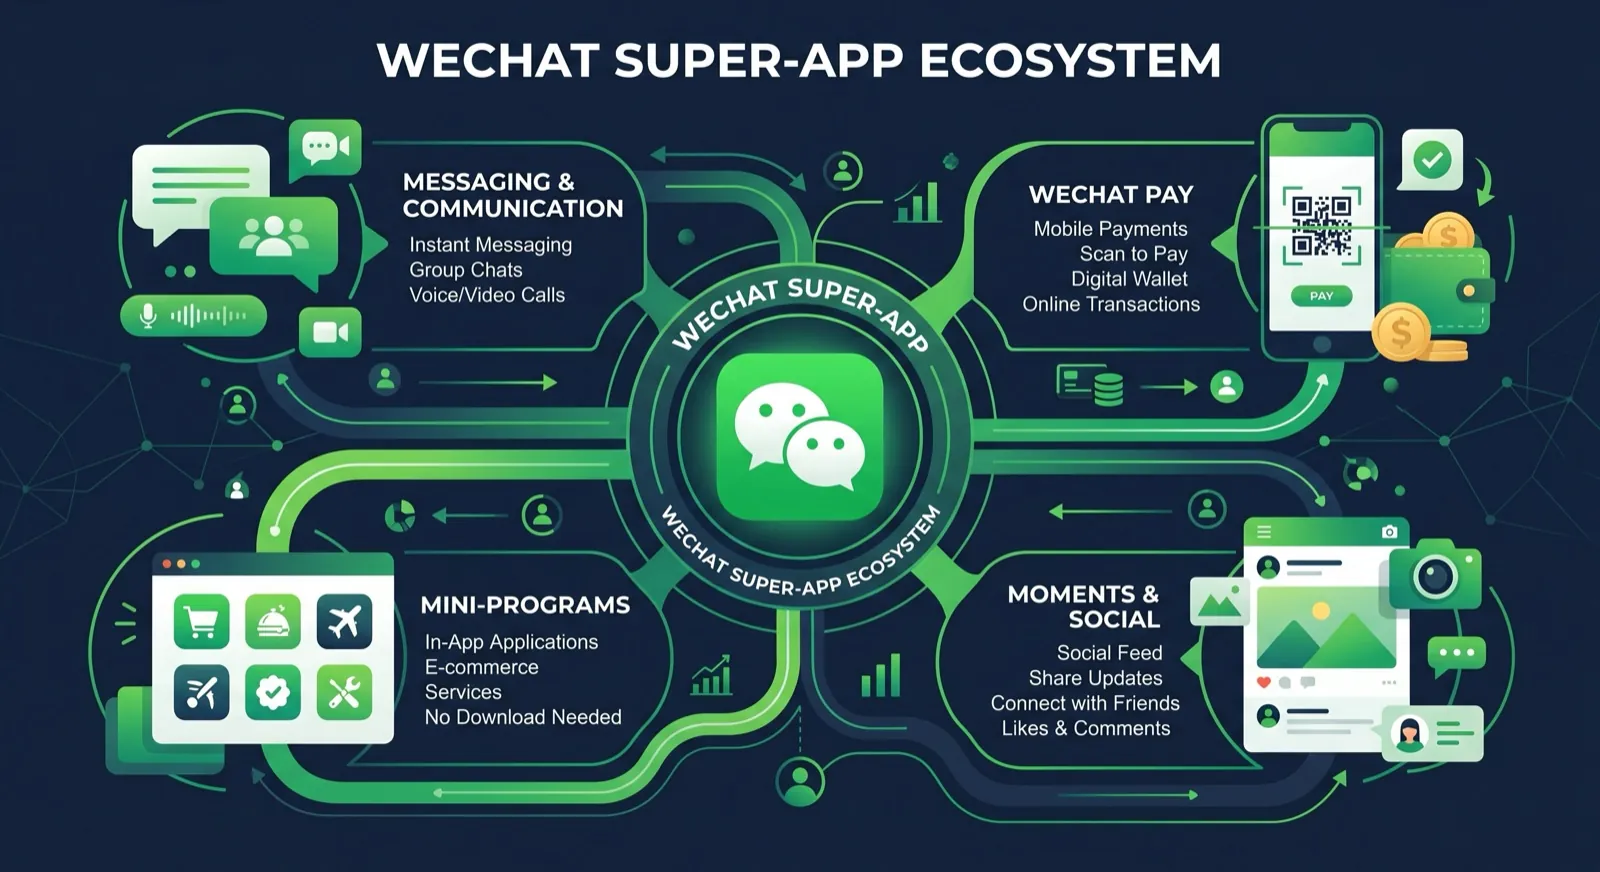 WECHAT SUPER-APP ECOSYSTEM
MESSAGING &
COMMUNICATION
Instant Messaging
Group Chats
Voice/Video Calls
WECHAT PAY
Mobile Payments
Scan to Pay
Digital Wallet
Online Transactions
PAY
WECHAT SUPER-APP
WECHAT SUPER-APP ECOSYSTEM
MINI-PROGRAMS
In-App Applications
E-commerce
Services
No Download Needed
MOMENTS &
SOCIAL
Social Feed
Share Updates
Connect with Friends
Likes & Comments